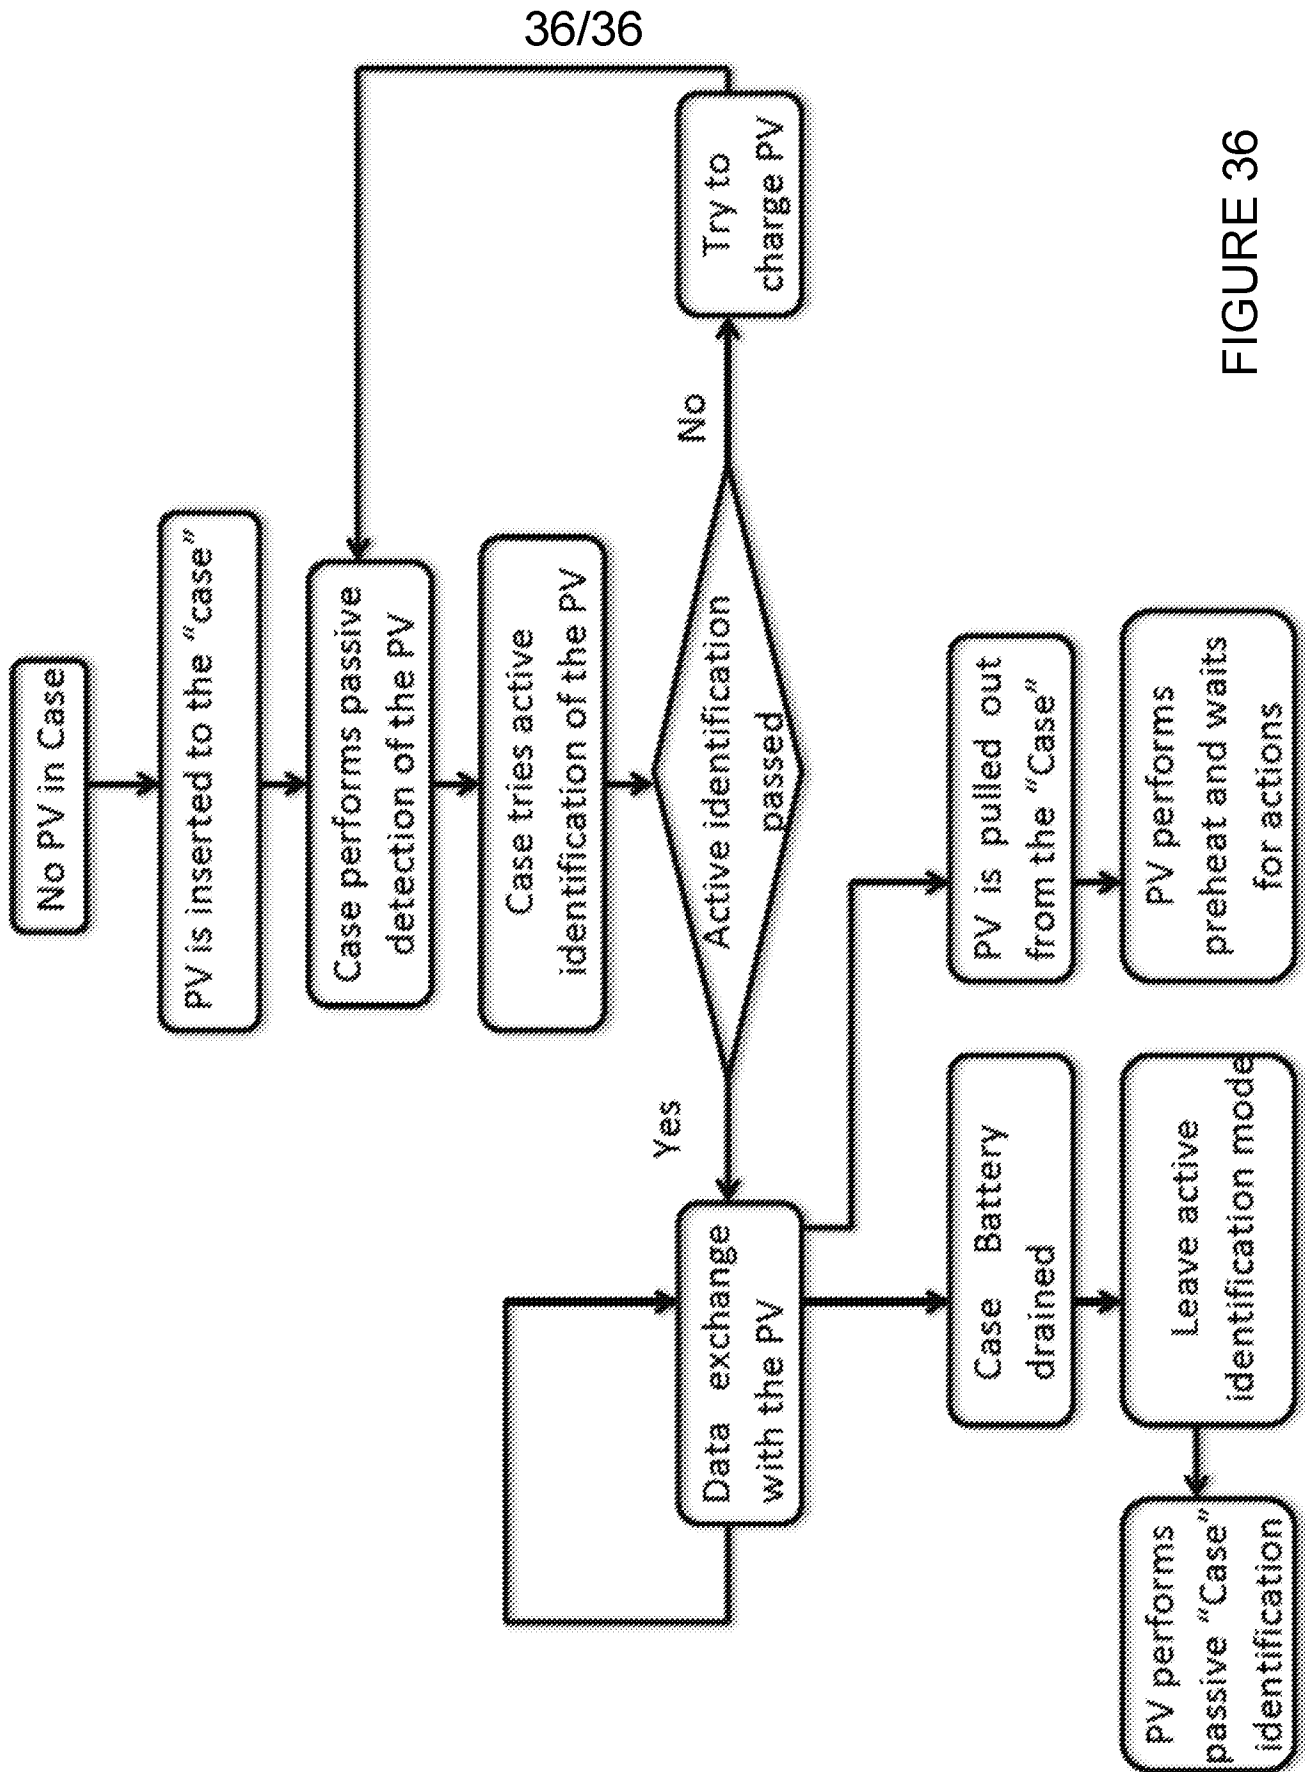 36/36
No PV in Case
PV is inserted to the “case”
Case performs passive
detection of the PV
Case tries active
identification of the PV
Active identification
passed
No
Try to
charge PV
Yes
Data exchange
with the PV
PV is pulled out
from the “Case”
PV performs
preheat and waits
for actions
Case Battery
drained
Leave active
identification mode
PV performs
passive “Case”
identification
FIGURE 36